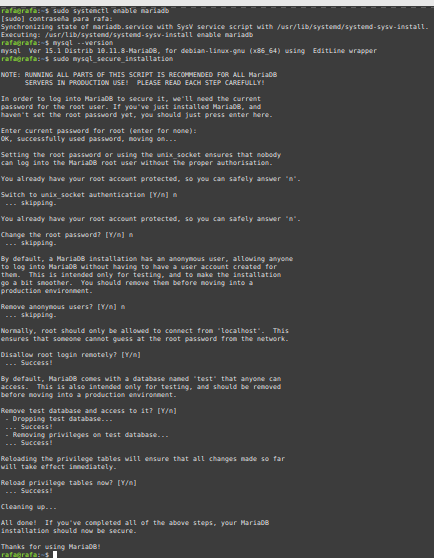 rafa@rafa:~$ sudo systemctl enable mariadb
[sudo] contraseña para rafa:
Synchronizing state of mariadb.service with SysV service script with /usr/lib/systemd/systemd-sysv-install.
Executing: /usr/lib/systemd/systemd-sysv-install enable mariadb
rafa@rafa:~$ mysql --version
mysql  Ver 15.1 Distrib 10.11.8-MariaDB, for debian-linux-gnu (x86_64) using  EditLine wrapper
rafa@rafa:~$ sudo mysql_secure_installation
NOTE: RUNNING ALL PARTS OF THIS SCRIPT IS RECOMMENDED FOR ALL MariaDB
SERVERS IN PRODUCTION USE!  PLEASE READ EACH STEP CAREFULLY!
In order to log into MariaDB to secure it, we'll need the current
password for the root user. If you've just installed MariaDB, and
haven't set the root password yet, you should just press enter here.
Enter current password for root (enter for none):
OK, successfully used password, moving on...
Setting the root password or using the unix_socket ensures that nobody
can log into the MariaDB root user without the proper authorisation.
You already have your root account protected, so you can safely answer 'n'.
Switch to unix_socket authentication [Y/n] n
... skipping.
You already have your root account protected, so you can safely answer 'n'.
Change the root password? [Y/n] n
... skipping.
By default, a MariaDB installation has an anonymous user, allowing anyone
to log into MariaDB without having to have a user account created for
them.  This is intended only for testing, and to make the installation
go a bit smoother.  You should remove them before moving into a
production environment.
Remove anonymous users? [Y/n] n
... skipping.
Normally, root should only be allowed to connect from 'localhost'.  This
ensures that someone cannot guess at the root password from the network.
Disallow root login remotely? [Y/n]
... Success!
By default, MariaDB comes with a database named 'test' that anyone can
access.  This is also intended only for testing, and should be removed
before moving into a production environment.
Remove test database and access to it? [Y/n]
- Dropping test database...
... Success!
- Removing privileges on test database...
... Success!
Reloading the privilege tables will ensure that all changes made so far
will take effect immediately.
Reload privilege tables now? [Y/n]
... Success!
Cleaning up...
All done!  If you've completed all of the above steps, your MariaDB
installation should now be secure.
Thanks for using MariaDB!
rafa@rafa:~$